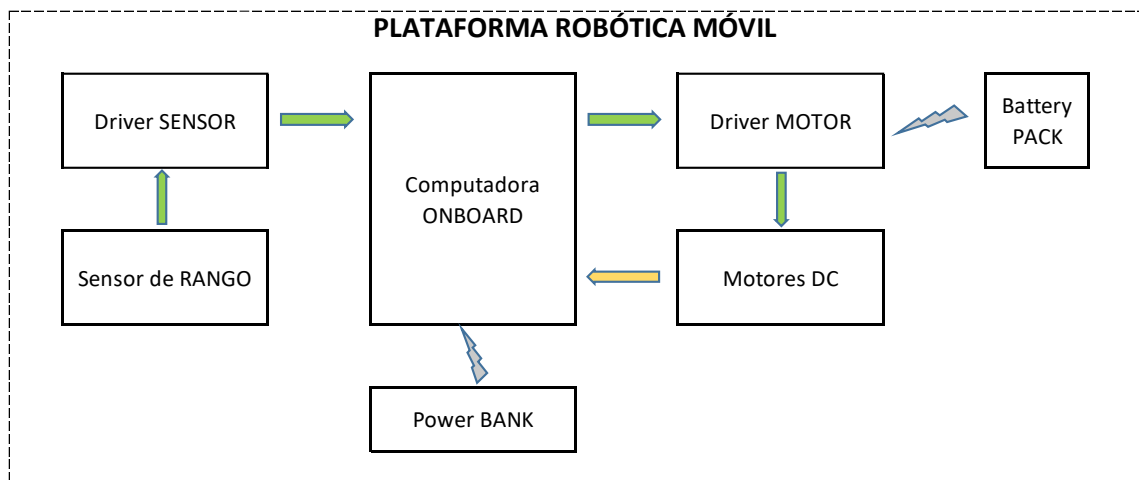 PLATAFORMA ROBÓTICA MÓVIL
Driver SENSOR
Driver MOTOR
Battery
PACK
Computadora
ONBOARD
Sensor de RANGO
Motores DC
Power BANK